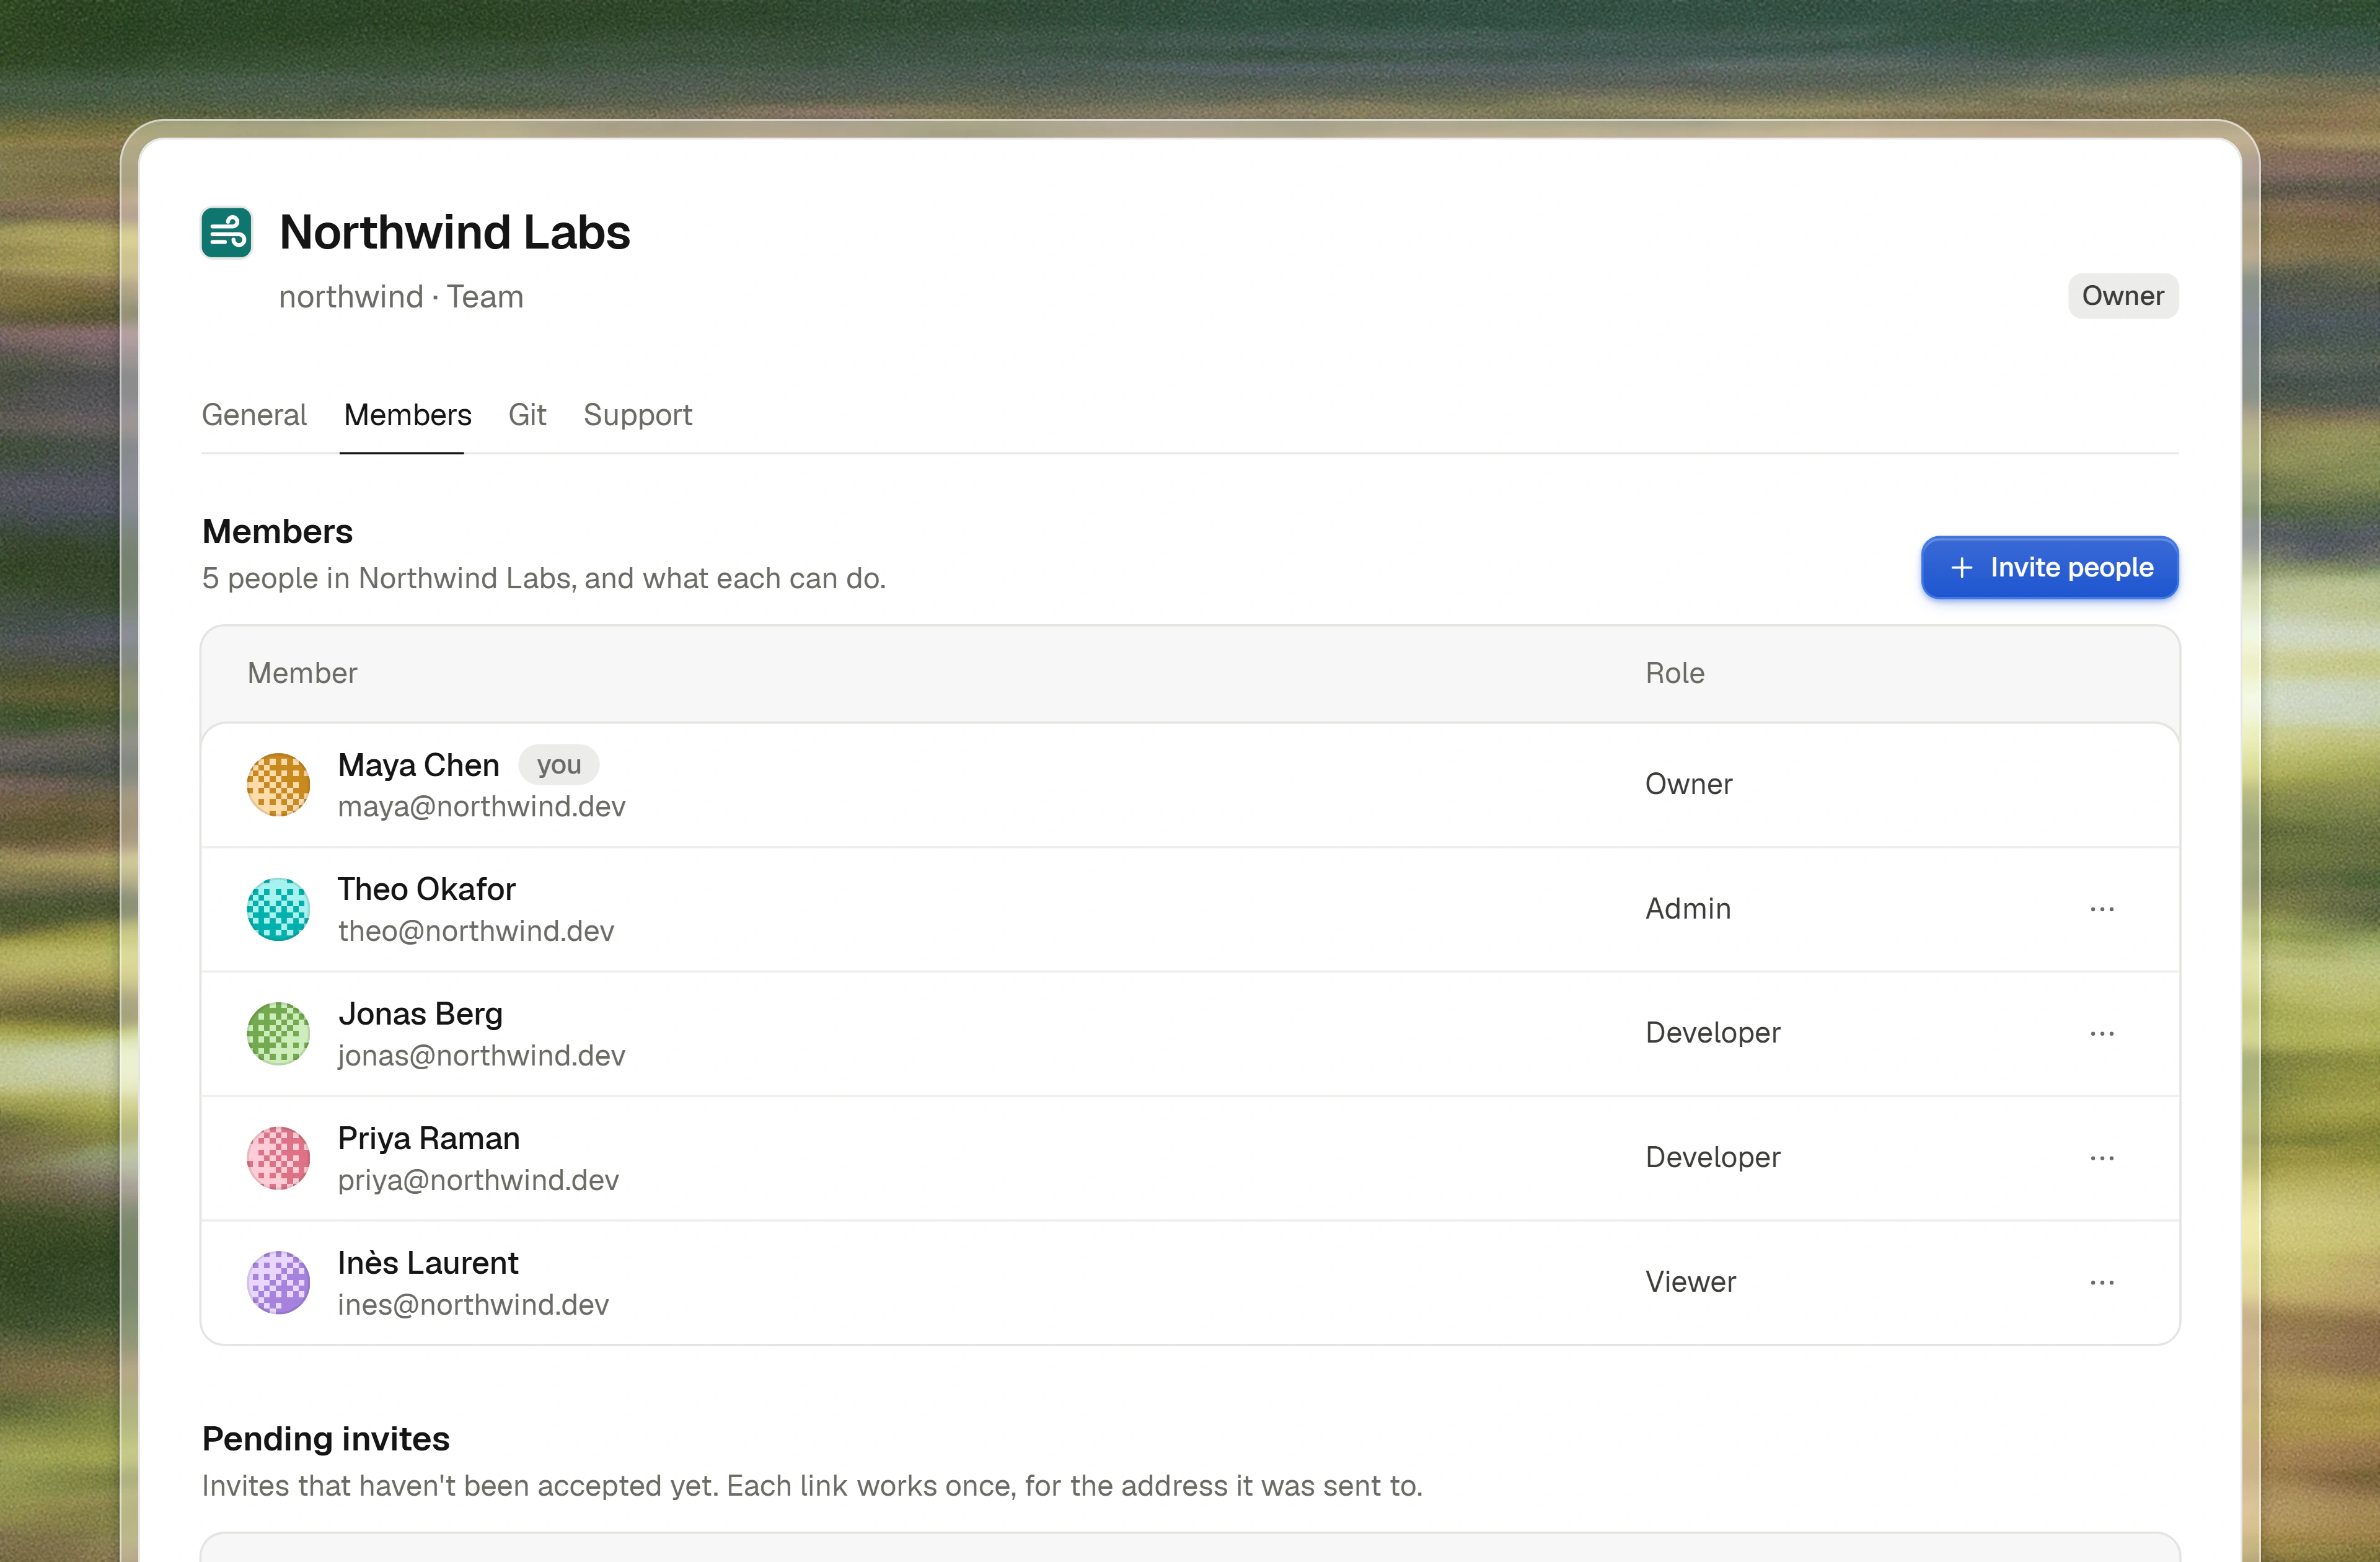 Northwind Labs
northwind · Team
Owner
General Members Git Support
Members
5 people in Northwind Labs, and what each can do.
Invite people
Member Role
Maya Chen you
maya@northwind.dev
Owner
Theo Okafor
theo@northwind.dev
Admin
Jonas Berg
jonas@northwind.dev
Developer
Priya Raman
priya@northwind.dev
Developer
Inès Laurent
ines@northwind.dev
Viewer
Pending invites
Invites that haven't been accepted yet. Each link works once, for the address it was sent to.